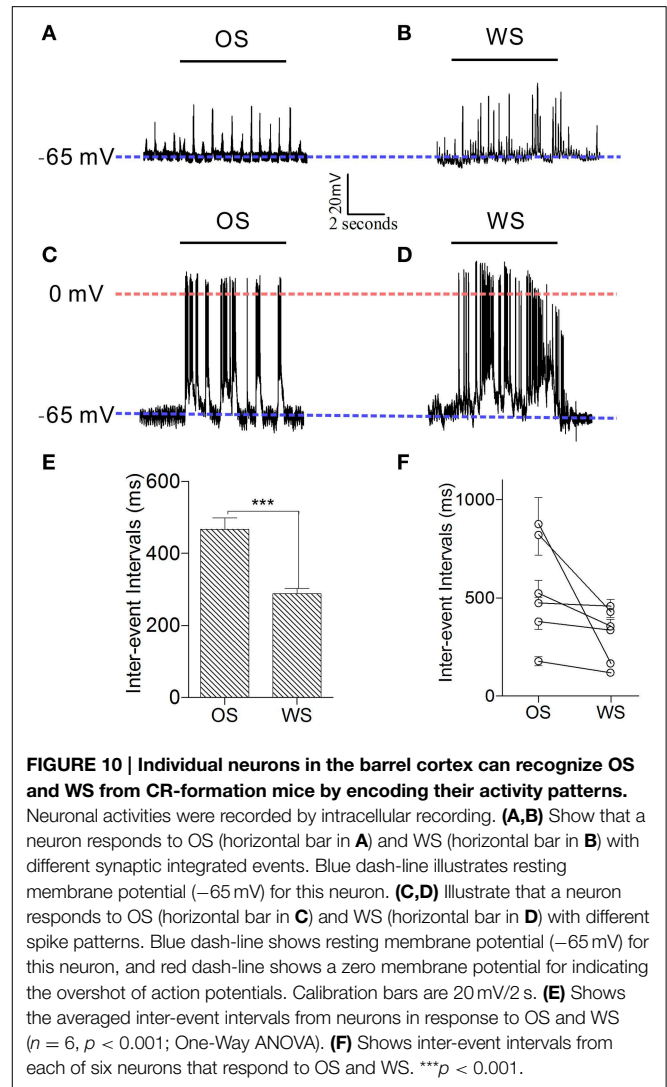 A
OS
B
WS
-65 mV
20mV
2 seconds
OS
WS
C
D
0 mV
-65 mV
E
F
600
400
200
0
Inter-event Intervals (ms)
***
OS
WS
1000
500
0
Inter-event Intervals (ms)
OS
WS
FIGURE 10 | Individual neurons in the barrel cortex can recognize OS
and WS from CR-formation mice by encoding their activity patterns.
Neuronal activities were recorded by intracellular recording. (A,B) Show that a
neuron responds to OS (horizontal bar in A) and WS (horizontal bar in B) with
different synaptic integrated events. Blue dash-line illustrates resting
membrane potential (−65 mV) for this neuron. (C,D) Illustrate that a neuron
responds to OS (horizontal bar in C) and WS (horizontal bar in D) with different
spike patterns. Blue dash-line shows resting membrane potential (−65 mV) for
this neuron, and red dash-line shows a zero membrane potential for indicating
the overshot of action potentials. Calibration bars are 20 mV/2 s. (E) Shows
the averaged inter-event intervals from neurons in response to OS and WS
(n = 6, p < 0.001; One-Way ANOVA). (F) Shows inter-event intervals from
each of six neurons that respond to OS and WS. ***p < 0.001.